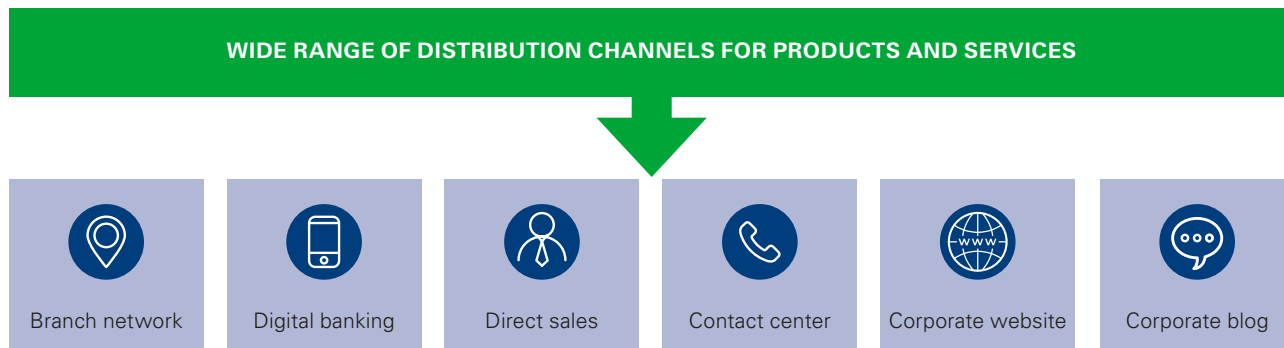 WIDE RANGE OF DISTRIBUTION CHANNELS FOR PRODUCTS AND SERVICES
www
Branch network
Digital banking
Direct sales
Contact center
Corporate website
Corporate blog